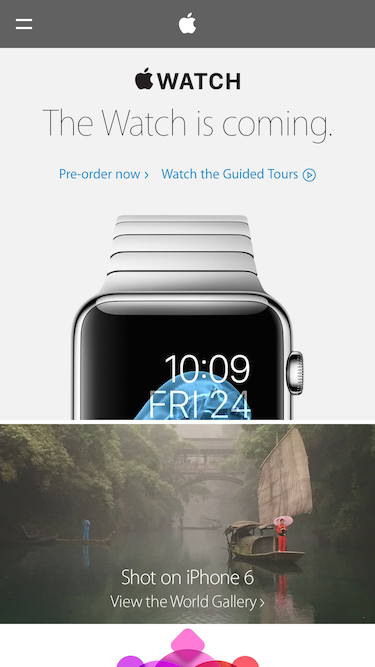 WATCH
The Watch is coming.
Pre-order now › Watch the Guided Tours
10:09
FRI 24
Shot on iPhone 6
View the World Gallery ›